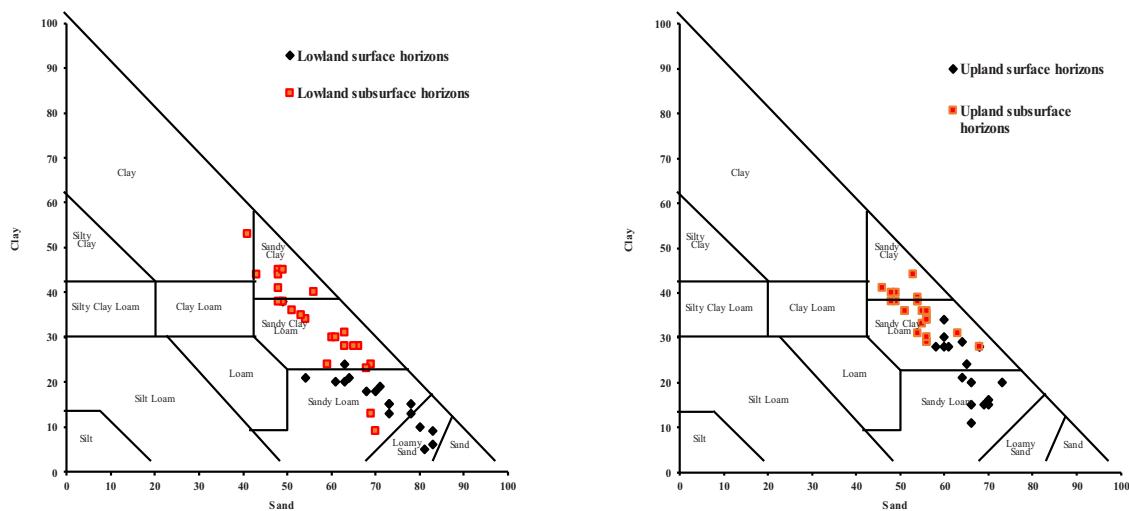 100
90
80
70
60
50
40
30
20
10
0
Clay
0 10 20 30 40 50 60 70 80 90 100
Sand
Lowland surface horizons
Lowland subsurface horizons
Clay
Silty
Clay
Sandy
Clay
Silty Clay Loam
Clay Loam
Sandy Clay
Loam
Loam
Silt Loam
Sandy Loam
Silt
Loamy
Sand
Sand
100
90
80
70
60
50
40
30
20
10
0
Clay
0 10 20 30 40 50 60 70 80 90 100
Sand
Upland surface horizons
Upland subsurface
horizons
Clay
Silty
Clay
Sandy
Clay
Silty Clay Loam
Clay Loam
Sandy Clay
Loam
Loam
Silt Loam
Sandy Loam
Silt
Loamy
Sand
Sand